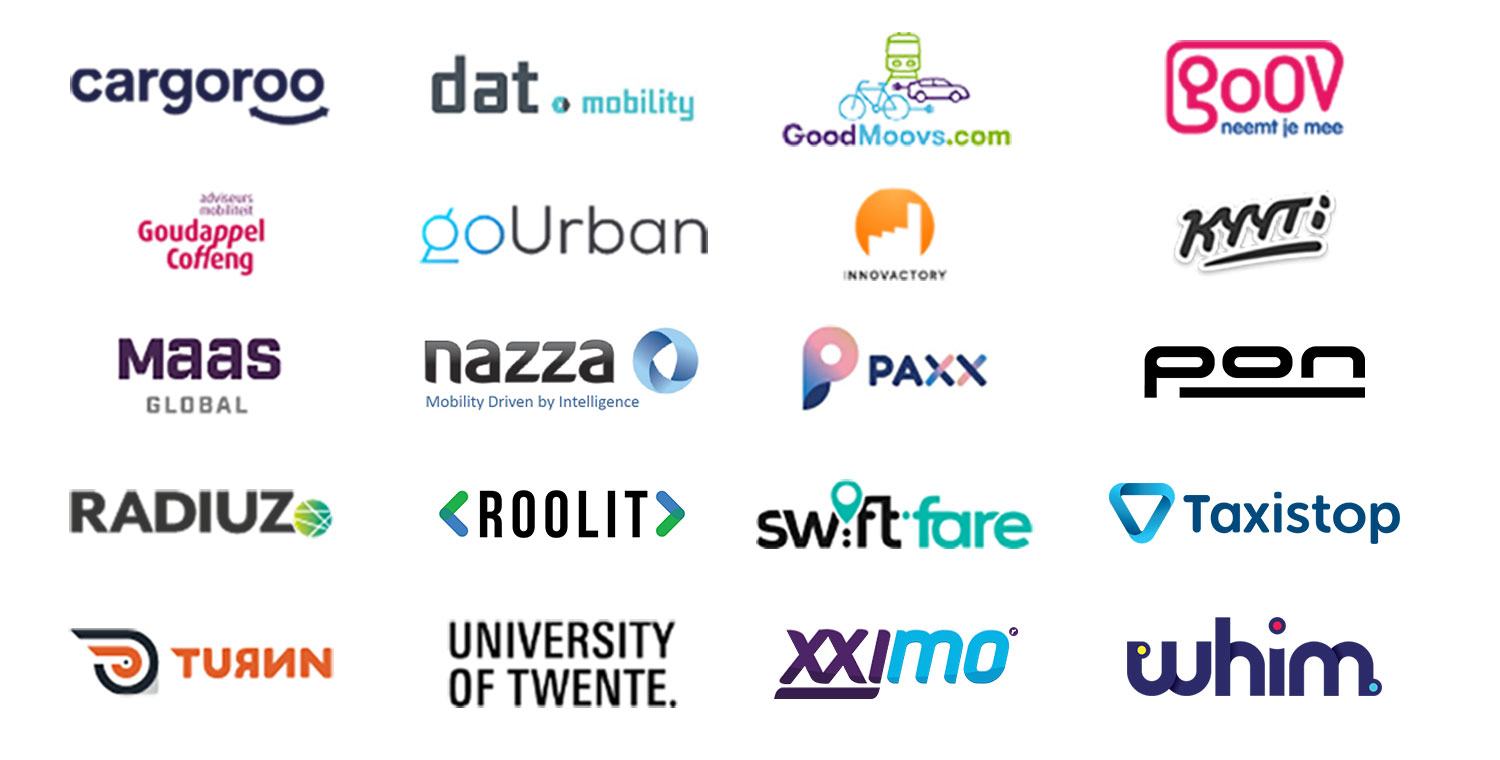 cargoroo
dat.mobility
GoodMoovs.com
goOV
neemt je mee
adviseurs
mobiliteit
Goudappel
Coffeng
goUrban
INNOVACTORY
KYYTi
MaaS
GLOBAL
nazza
Mobility Driven by Intelligence
PAXX
pon
RADIUZ
ROOLIT
swift fare
Taxistop
TURNN
UNIVERSITY
OF TWENTE.
XXImo
whim